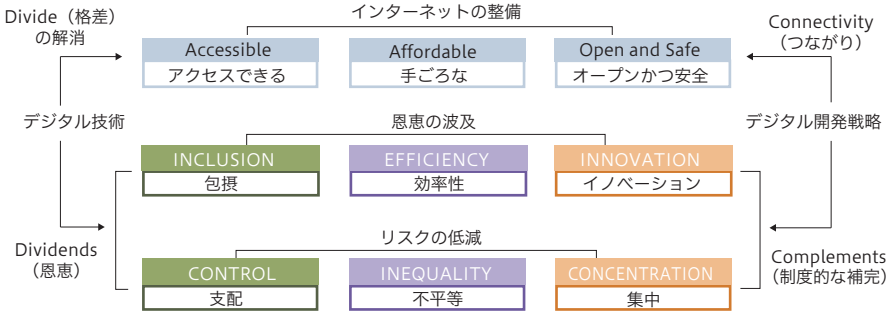 インターネットの整備
Divide（格差）
の解消
Connectivity
（つながり）
Accessible
アクセスできる
Affordable
手ごろな
Open and Safe
オープンかつ安全
デジタル技術
デジタル開発戦略
恩恵の波及
INCLUSION
包摂
EFFICIENCY
効率性
INNOVATION
イノベーション
Dividends
（恩恵）
Complements
（制度的な補完）
リスクの低減
CONTROL
支配
INEQUALITY
不平等
CONCENTRATION
集中